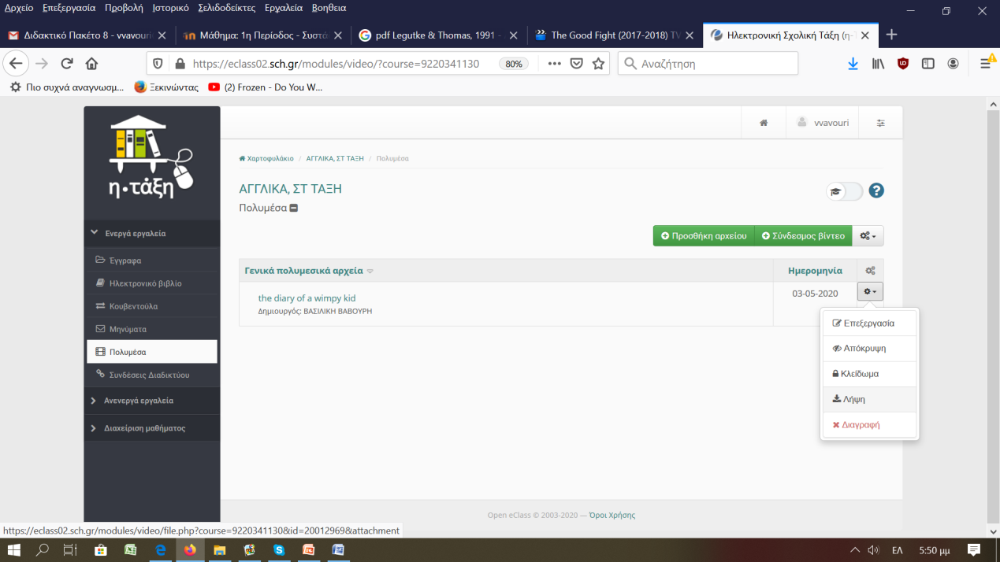 Αρχείο Επεξεργασία Προβολή Ιστορικό Σελιδοδείκτες Εργαλεία Βοήθεια
Διδακτικό Πακέτο 8 - vvavouri
Μάθημα: 1η Περίοδος - Συστά
pdf Legutke & Thomas, 1991 -
The Good Fight (2017-2018) TV
Ηλεκτρονική Σχολική Τάξη (η-Τ
https://eclass02.sch.gr/modules/video/?course=9220341130 80%
Αναζήτηση
Πιο συχνά αναγνωσμ... Ξεκινώντας (2) Frozen - Do You W...
η•τάξη
vvavouri
Χαρτοφυλάκιο / ΑΓΓΛΙΚΑ, ΣΤ ΤΑΞΗ / Πολυμέσα
ΑΓΓΛΙΚΑ, ΣΤ ΤΑΞΗ
Πολυμέσα
Προσθήκη αρχείου Σύνδεσμος βίντεο
Γενικά πολυμεσικά αρχεία Ημερομηνία
the diary of a wimpy kid 03-05-2020
Δημιουργός: ΒΑΣΙΛΙΚΗ ΒΑΒΟΥΡΗ
Επεξεργασία
Απόκρυψη
Κλείδωμα
Λήψη
Διαγραφή
Ενεργά εργαλεία
Έγγραφα
Ηλεκτρονικό βιβλίο
Κουβεντούλα
Μηνύματα
Πολυμέσα
Συνδέσεις Διαδικτύου
Ανενεργά εργαλεία
Διαχείριση μαθήματος
Open eClass © 2003-2020 — Όροι Χρήσης
https://eclass02.sch.gr/modules/video/file.php?course=9220341130&id=20012969&attachment
ΕΛ 5:50 μμ